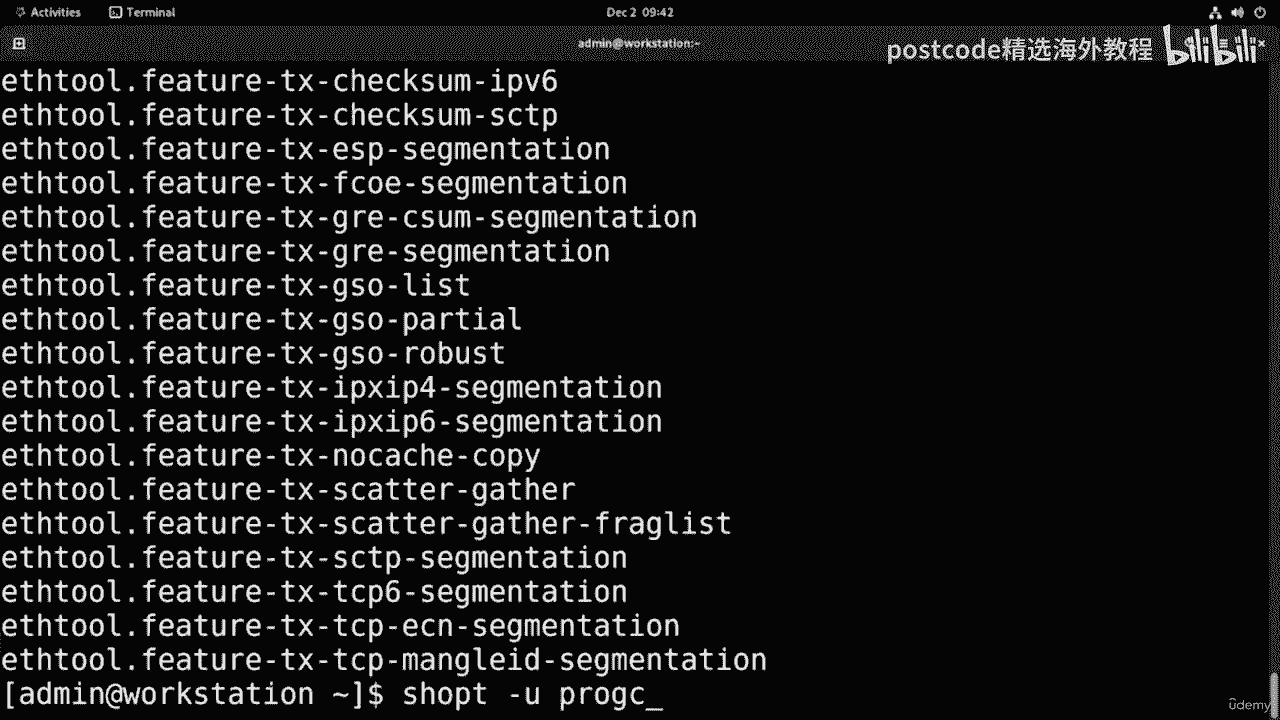 Activities Terminal Dec 2 09:42
admin@workstation:~
postcode精选海外教程 bilibili
ethtool.feature-tx-checksum-ipv6
ethtool.feature-tx-checksum-sctp
ethtool.feature-tx-esp-segmentation
ethtool.feature-tx-fcoe-segmentation
ethtool.feature-tx-gre-csum-segmentation
ethtool.feature-tx-gre-segmentation
ethtool.feature-tx-gso-list
ethtool.feature-tx-gso-partial
ethtool.feature-tx-gso-robust
ethtool.feature-tx-ipxip4-segmentation
ethtool.feature-tx-ipxip6-segmentation
ethtool.feature-tx-nocache-copy
ethtool.feature-tx-scatter-gather
ethtool.feature-tx-scatter-gather-fraglist
ethtool.feature-tx-sctp-segmentation
ethtool.feature-tx-tcp6-segmentation
ethtool.feature-tx-tcp-ecn-segmentation
ethtool.feature-tx-tcp-mangleid-segmentation
[admin@workstation ~]$ shopt -u progc_
udemy